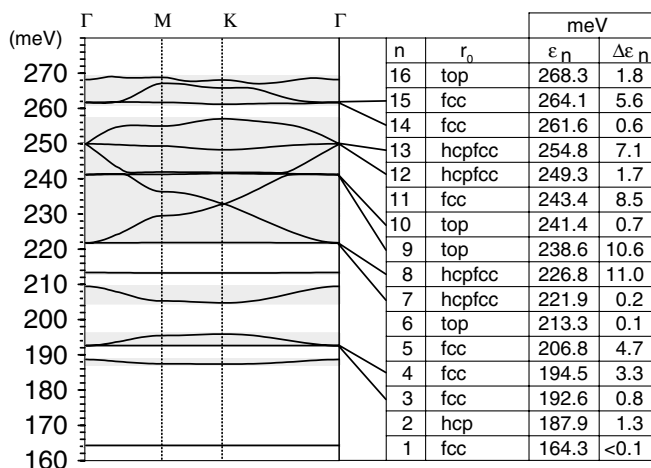 Γ M K Γ
(meV)
270
260
250
240
230
220
210
200
190
180
170
160
meV
n r0 εn Δεn
16 top 268.3 1.8
15 fcc 264.1 5.6
14 fcc 261.6 0.6
13 hcpfcc 254.8 7.1
12 hcpfcc 249.3 1.7
11 fcc 243.4 8.5
10 top 241.4 0.7
9 top 238.6 10.6
8 hcpfcc 226.8 11.0
7 hcpfcc 221.9 0.2
6 top 213.3 0.1
5 fcc 206.8 4.7
4 fcc 194.5 3.3
3 fcc 192.6 0.8
2 hcp 187.9 1.3
1 fcc 164.3 <0.1